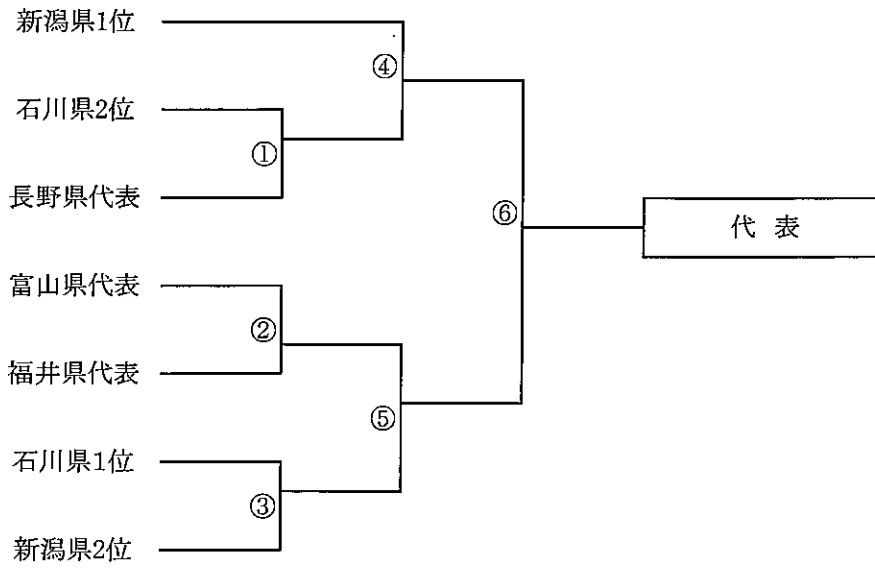 新潟県1位
④
石川県2位
①
長野県代表
⑥
代 表
富山県代表
②
福井県代表
⑤
石川県1位
③
新潟県2位